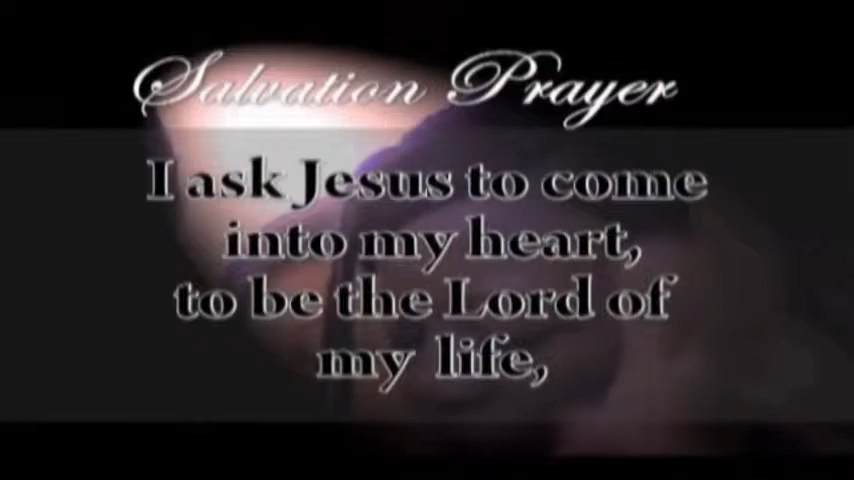 Salvation Prayer
I ask Jesus to come
into my heart,
to be the Lord of
my life,